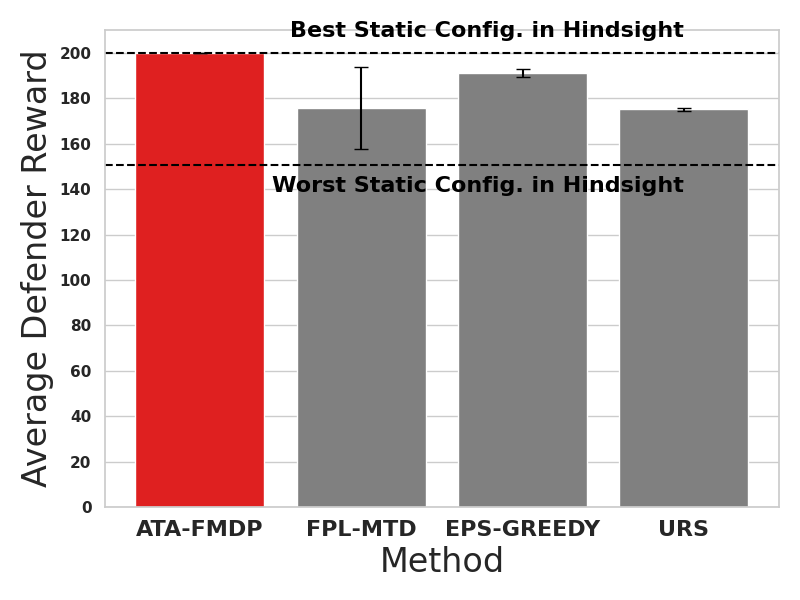 Best Static Config. in Hindsight
200
180
160
Worst Static Config. in Hindsight
140
120
100
80
60
40
20
0
Average Defender Reward
ATA-FMDP FPL-MTD EPS-GREEDY URS
Method